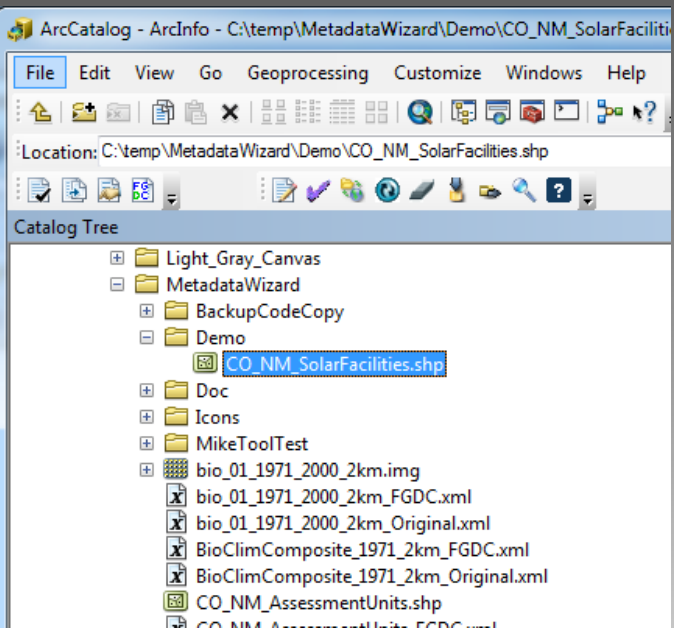 ArcCatalog - ArcInfo - C:\temp\MetadataWizard\Demo\CO_NM_SolarFaciliti
File Edit View Go Geoprocessing Customize Windows Help
Location: C:\temp\MetadataWizard\Demo\CO_NM_SolarFacilities.shp
Catalog Tree
Light_Gray_Canvas
MetadataWizard
BackupCodeCopy
Demo
CO_NM_SolarFacilities.shp
Doc
Icons
MikeToolTest
bio_01_1971_2000_2km.img
bio_01_1971_2000_2km_FGDC.xml
bio_01_1971_2000_2km_Original.xml
BioClimComposite_1971_2km_FGDC.xml
BioClimComposite_1971_2km_Original.xml
CO_NM_AssessmentUnits.shp
CO_NM_AssessmentUnits_FGDC.xml